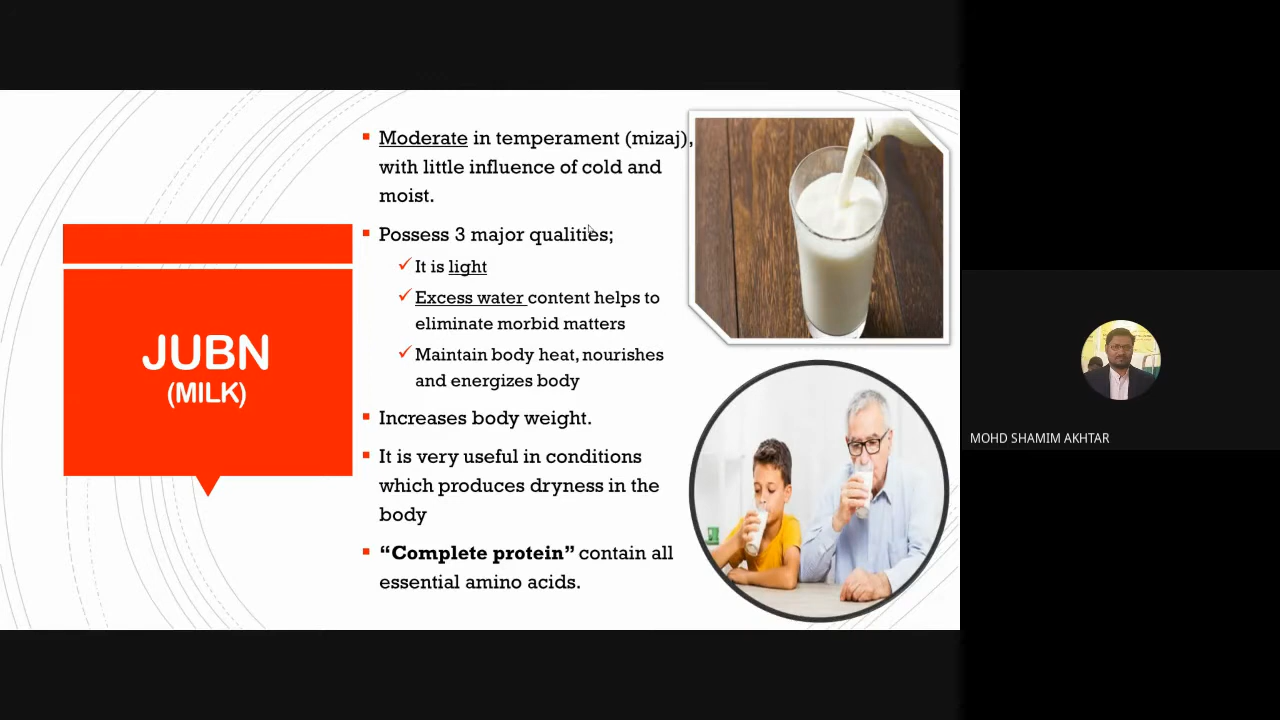 JUBN
(MILK)
Moderate in temperament (mizaj),
with little influence of cold and
moist.
Possess 3 major qualities;
It is light
Excess water content helps to
eliminate morbid matters
Maintain body heat, nourishes
and energizes body
Increases body weight.
It is very useful in conditions
which produces dryness in the
body
“Complete protein” contain all
essential amino acids.
MOHD SHAMIM AKHTAR